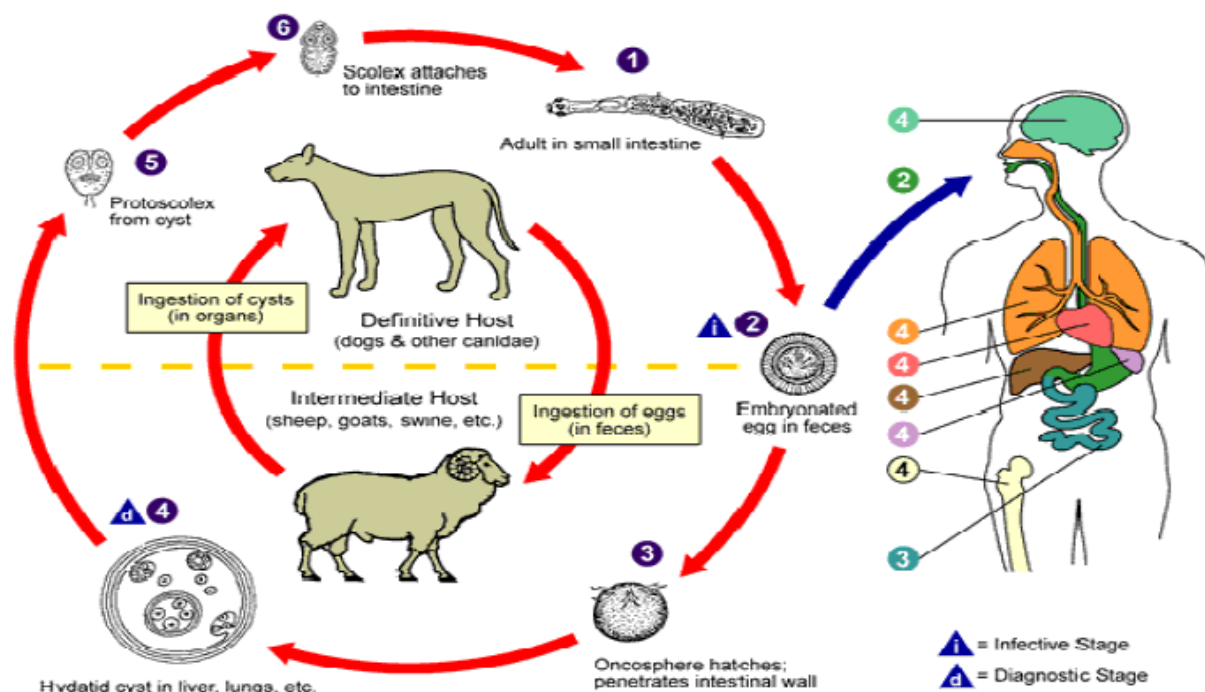 6
Scolex attaches
to intestine
1
Adult in small intestine
5
Protoscolex
from cyst
Ingestion of cysts
(in organs)
Definitive Host
(dogs & other canidae)
Intermediate Host
(sheep, goats, swine, etc.)
Ingestion of eggs
(in feces)
i 2
Embryonated
egg in feces
d 4
Hydatid cyst in liver, lungs, etc.
3
Oncosphere hatches;
penetrates intestinal wall
4
2
4
4
4
4
4
3
i = Infective Stage
d = Diagnostic Stage